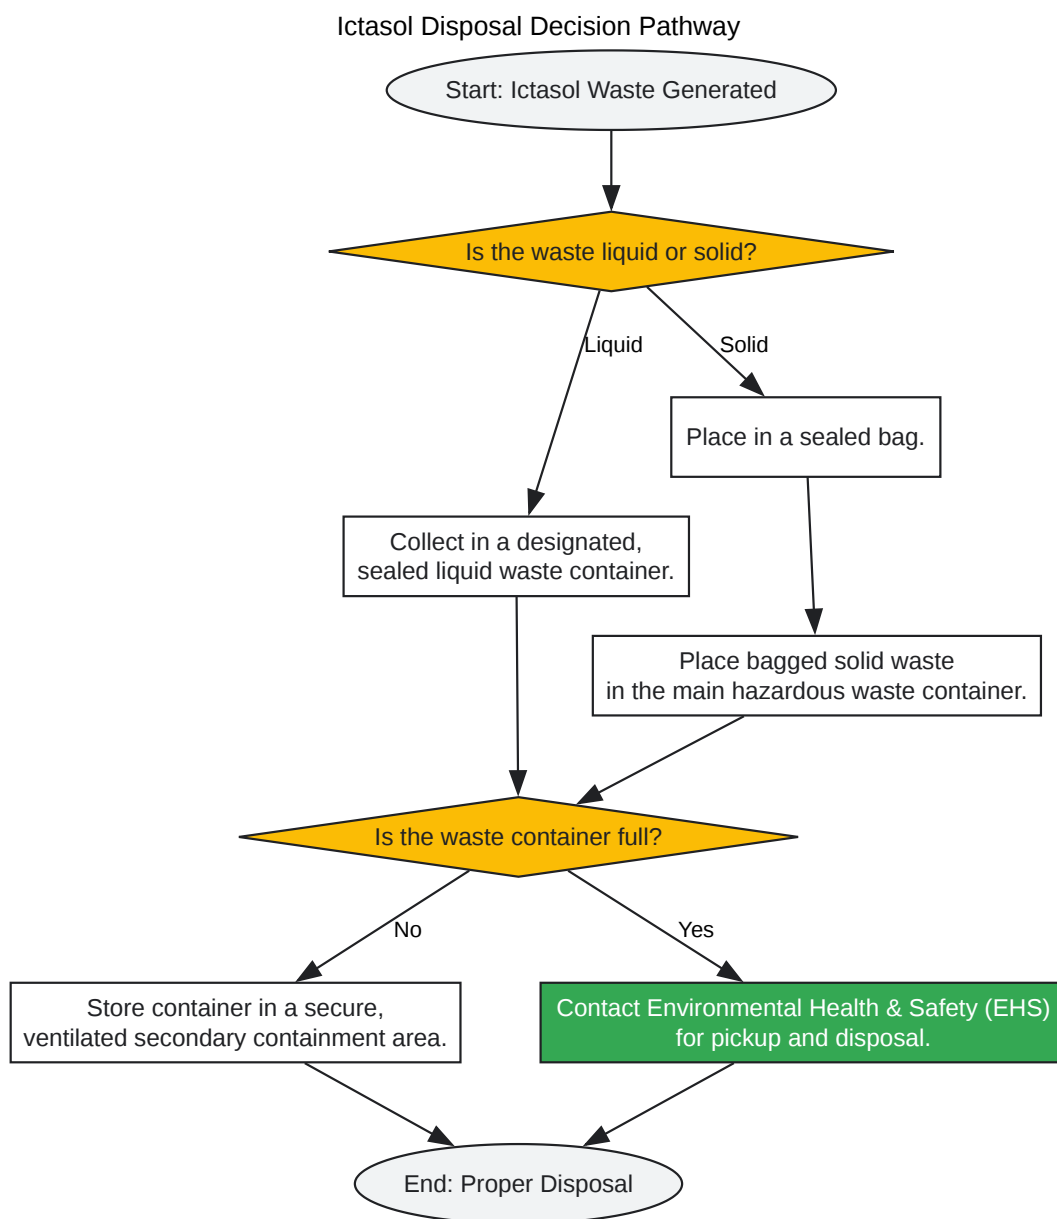 Ictasol Disposal Decision Pathway
Start: Ictasol Waste Generated
Is the waste liquid or solid?
Liquid
Solid
Place in a sealed bag.
Collect in a designated,
sealed liquid waste container.
Place bagged solid waste
in the main hazardous waste container.
Is the waste container full?
No
Yes
Store container in a secure,
ventilated secondary containment area.
Contact Environmental Health & Safety (EHS)
for pickup and disposal.
End: Proper Disposal